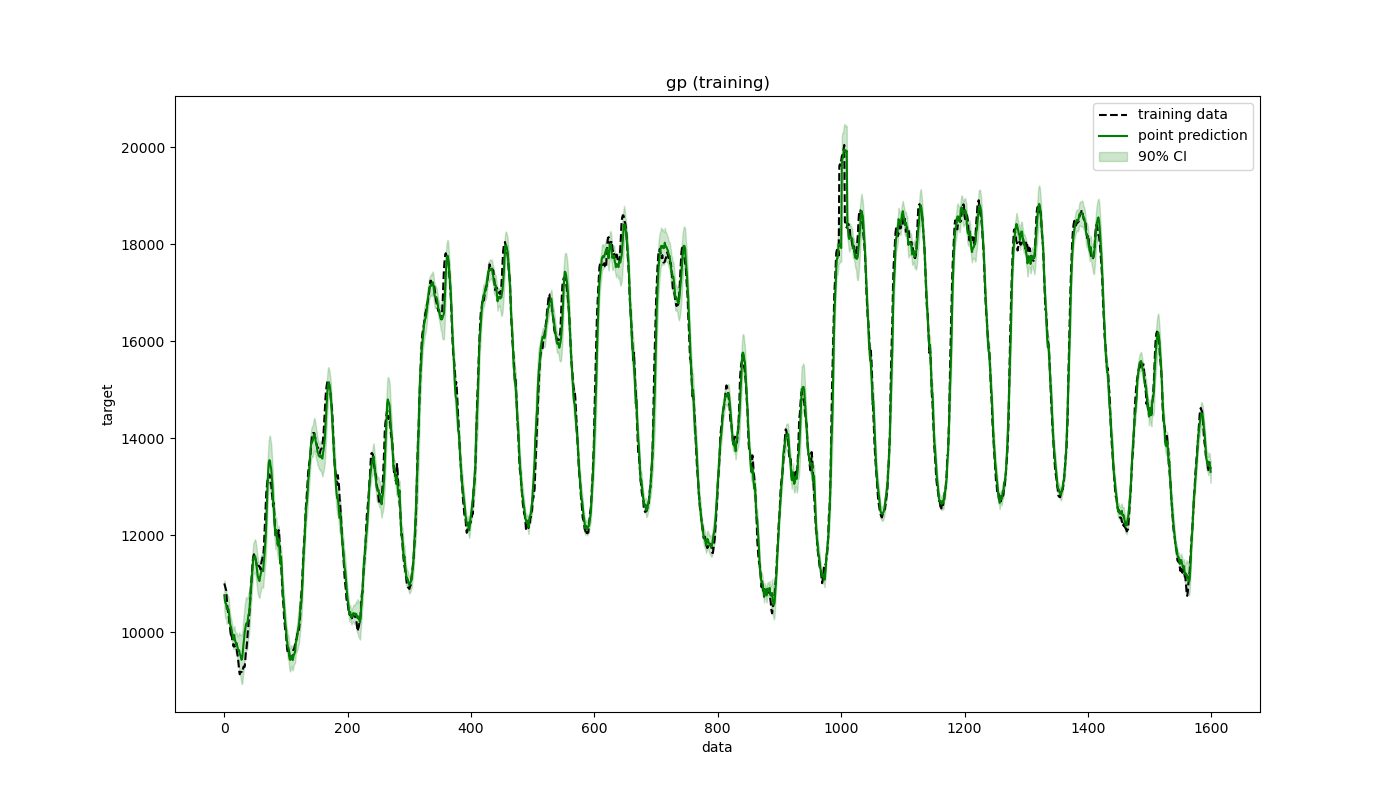 gp (training)
training data
point prediction
90% CI
20000
18000
16000
14000
12000
10000
target
0 200 400 600 800 1000 1200 1400 1600
data